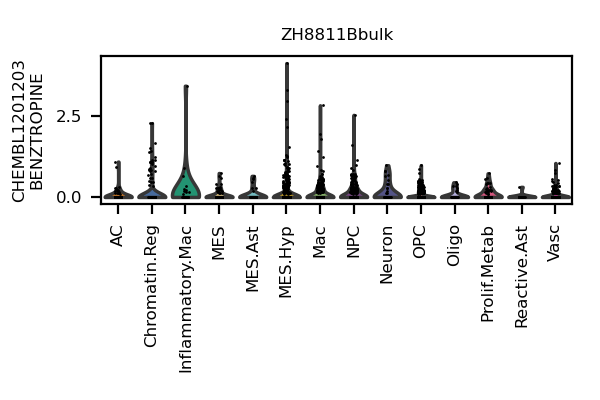 ZH8811Bbulk
CHEMBL1201203
BENZTROPINE
2.5
0.0
AC
Chromatin.Reg
Inflammatory.Mac
MES
MES.Ast
MES.Hyp
Mac
NPC
Neuron
OPC
Oligo
Prolif.Metab
Reactive.Ast
Vasc